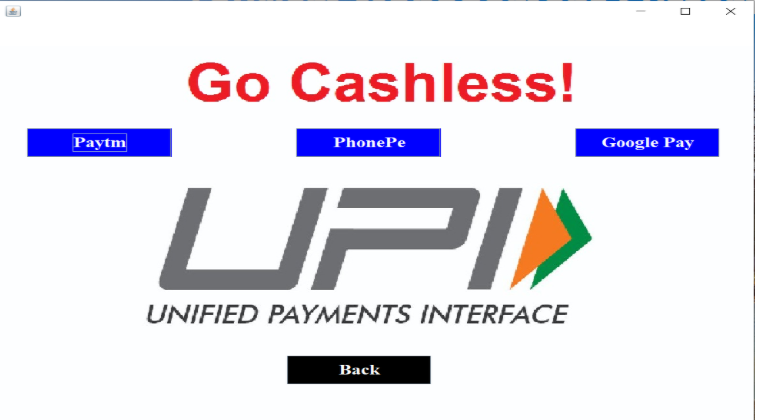 Go Cashless!
Paytm PhonePe Google Pay
UPI
UNIFIED PAYMENTS INTERFACE
Back